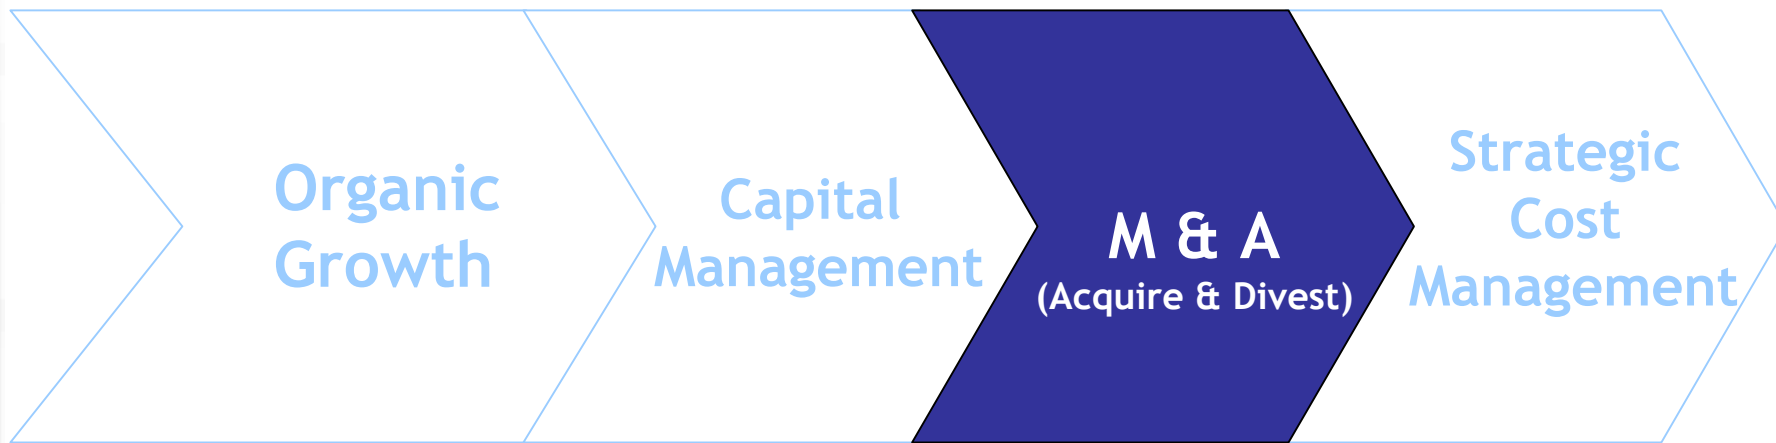 Organic
Growth
Capital
Management
M & A
(Acquire & Divest)
Strategic
Cost
Management